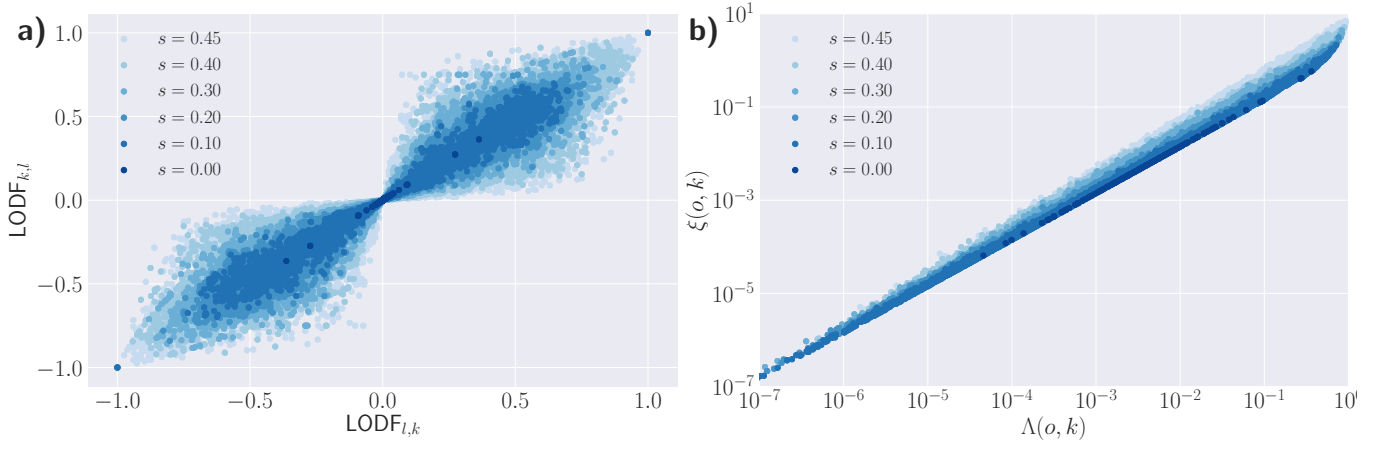 a)
1.0
0.5
0.0
−0.5
−1.0
LODF_{k,l}
s = 0.45
s = 0.40
s = 0.30
s = 0.20
s = 0.10
s = 0.00
−1.0 −0.5 0.0 0.5 1.0
LODF_{l,k}
b)
10^1
10^{−1}
10^{−3}
10^{−5}
10^{−7}
ξ(o, k)
s = 0.45
s = 0.40
s = 0.30
s = 0.20
s = 0.10
s = 0.00
10^{−7} 10^{−6} 10^{−5} 10^{−4} 10^{−3} 10^{−2} 10^{−1}
Λ(o, k)